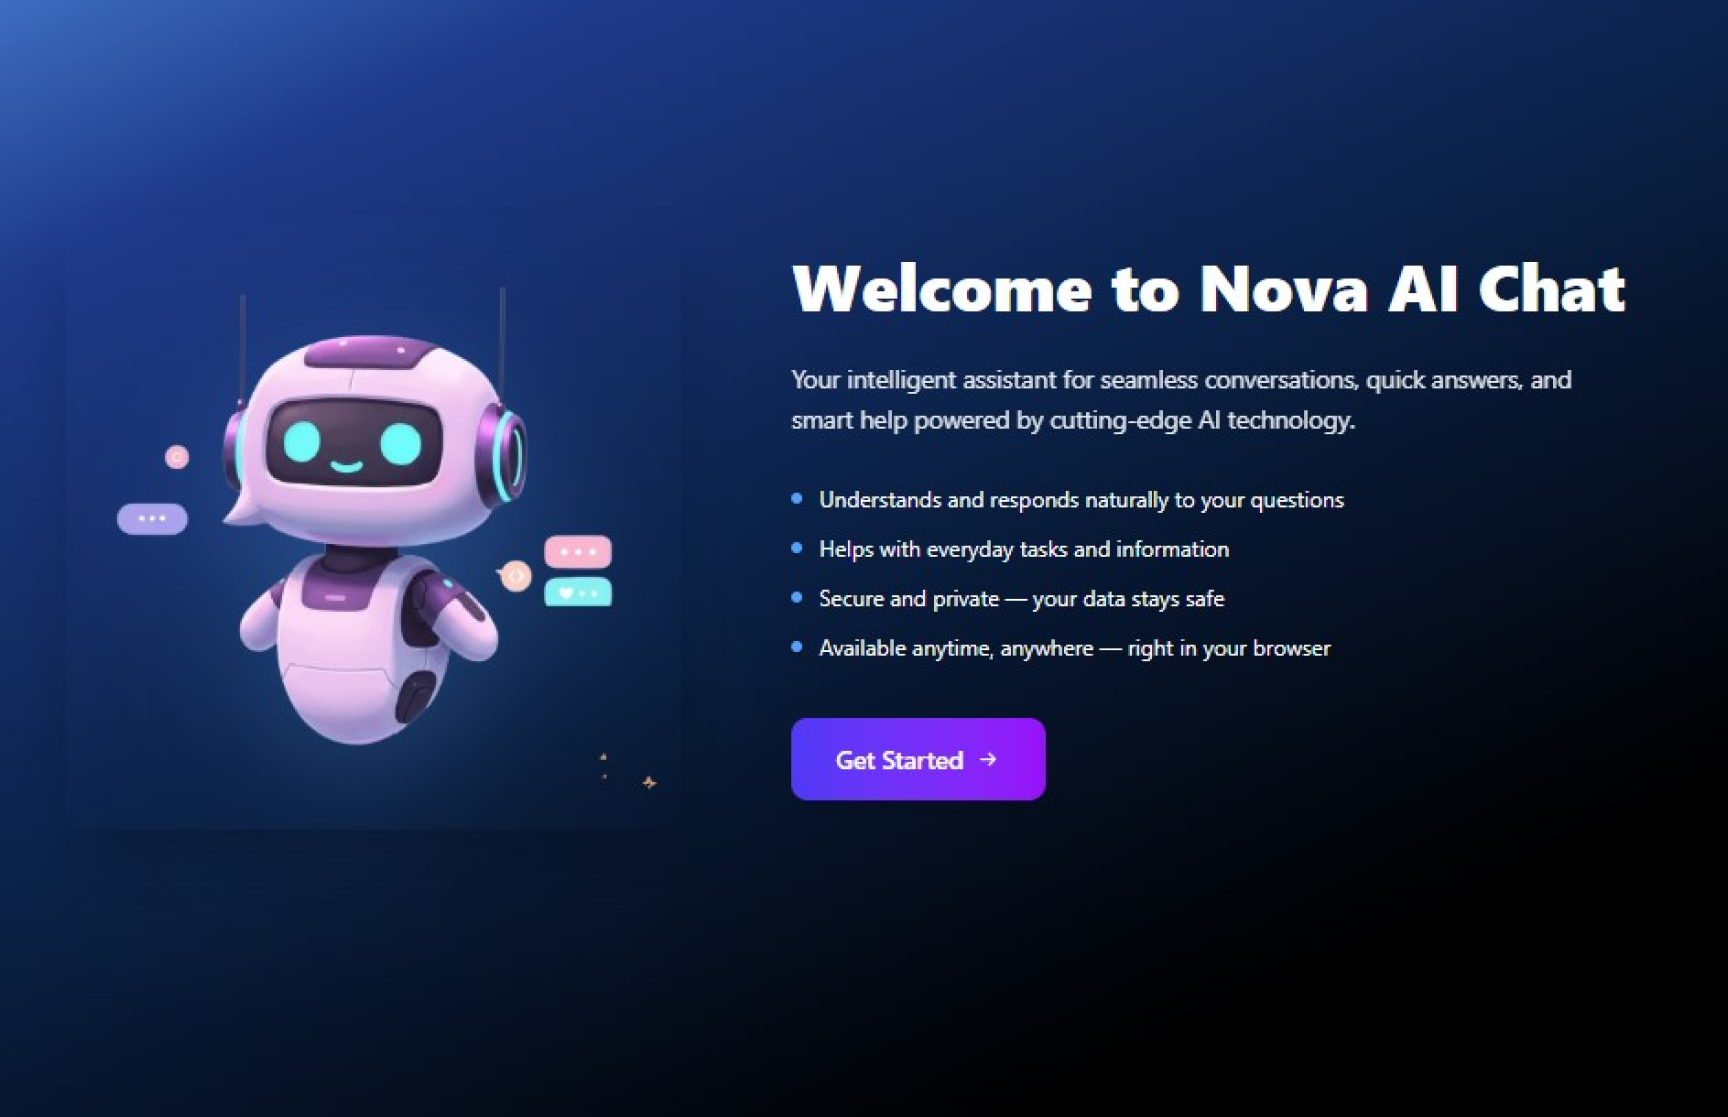 Welcome to Nova AI Chat
Your intelligent assistant for seamless conversations, quick answers, and
smart help powered by cutting-edge AI technology.
Understands and responds naturally to your questions
Helps with everyday tasks and information
Secure and private — your data stays safe
Available anytime, anywhere — right in your browser
Get Started →